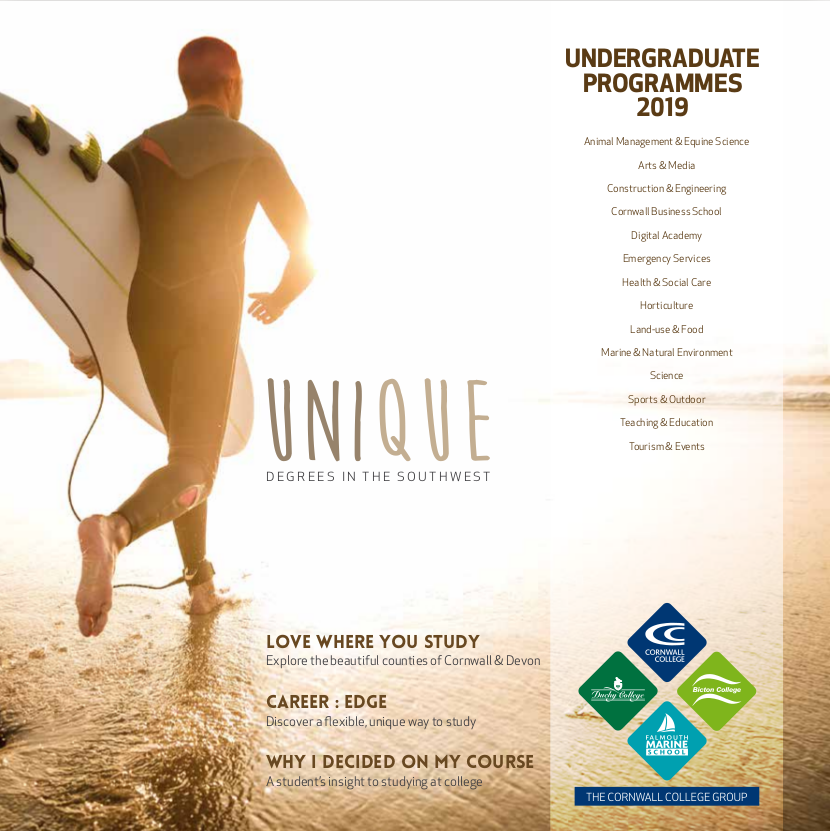 UNDERGRADUATE
PROGRAMMES
2019
Animal Management & Equine Science
Arts & Media
Construction & Engineering
Cornwall Business School
Digital Academy
Emergency Services
Health & Social Care
Horticulture
Land-use & Food
Marine & Natural Environment
Science
Sports & Outdoor
Teaching & Education
Tourism & Events
UNIQUE
DEGREES IN THE SOUTHWEST
LOVE WHERE YOU STUDY
Explore the beautiful counties of Cornwall & Devon
CAREER : EDGE
Discover a flexible, unique way to study
WHY I DECIDED ON MY COURSE
A student's insight to studying at college
CORNWALL
COLLEGE
Duchy College
Bicton College
FALMOUTH
MARINE
SCHOOL
THE CORNWALL COLLEGE GROUP